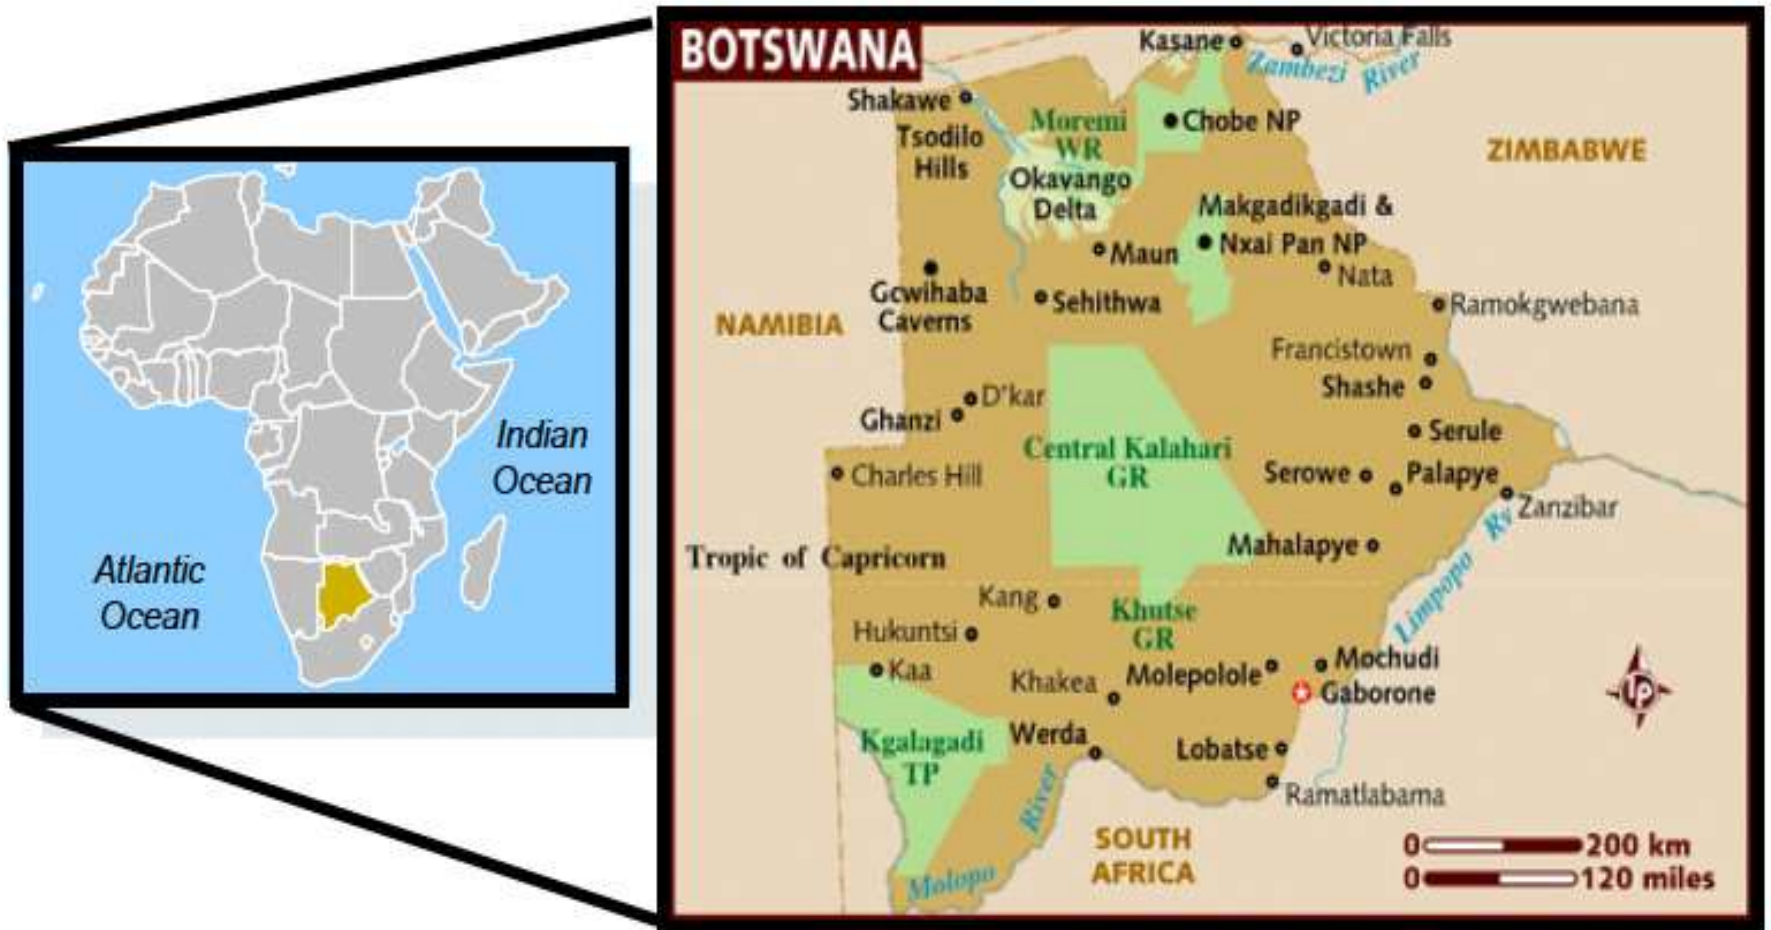 BOTSWANA
Kasane
Victoria Falls
Zambezi River
Shakawe
Tsodilo
Hills
Moremi
WR
Chobe NP
ZIMBABWE
Okavango
Delta
Makgadikgadi &
Nxai Pan NP
Maun
Nata
Gcwihaba
Caverns
Sehithwa
Ramokgwebana
NAMIBIA
Francistown
Shashe
D'kar
Ghanzi
Serule
Central Kalahari
GR
Charles Hill
Serowe
Palapye
Zanzibar
Limpopo Rv
Mahalapye
Tropic of Capricorn
Kang
Khutse
GR
Hukuntsi
Kaa
Khakea
Molepolole
Mochudi
Gaborone
LP
Kgalagadi
TP
Werda
Lobatse
Ramatlabama
Molopo River
SOUTH
AFRICA
0 200 km
0 120 miles
Indian
Ocean
Atlantic
Ocean